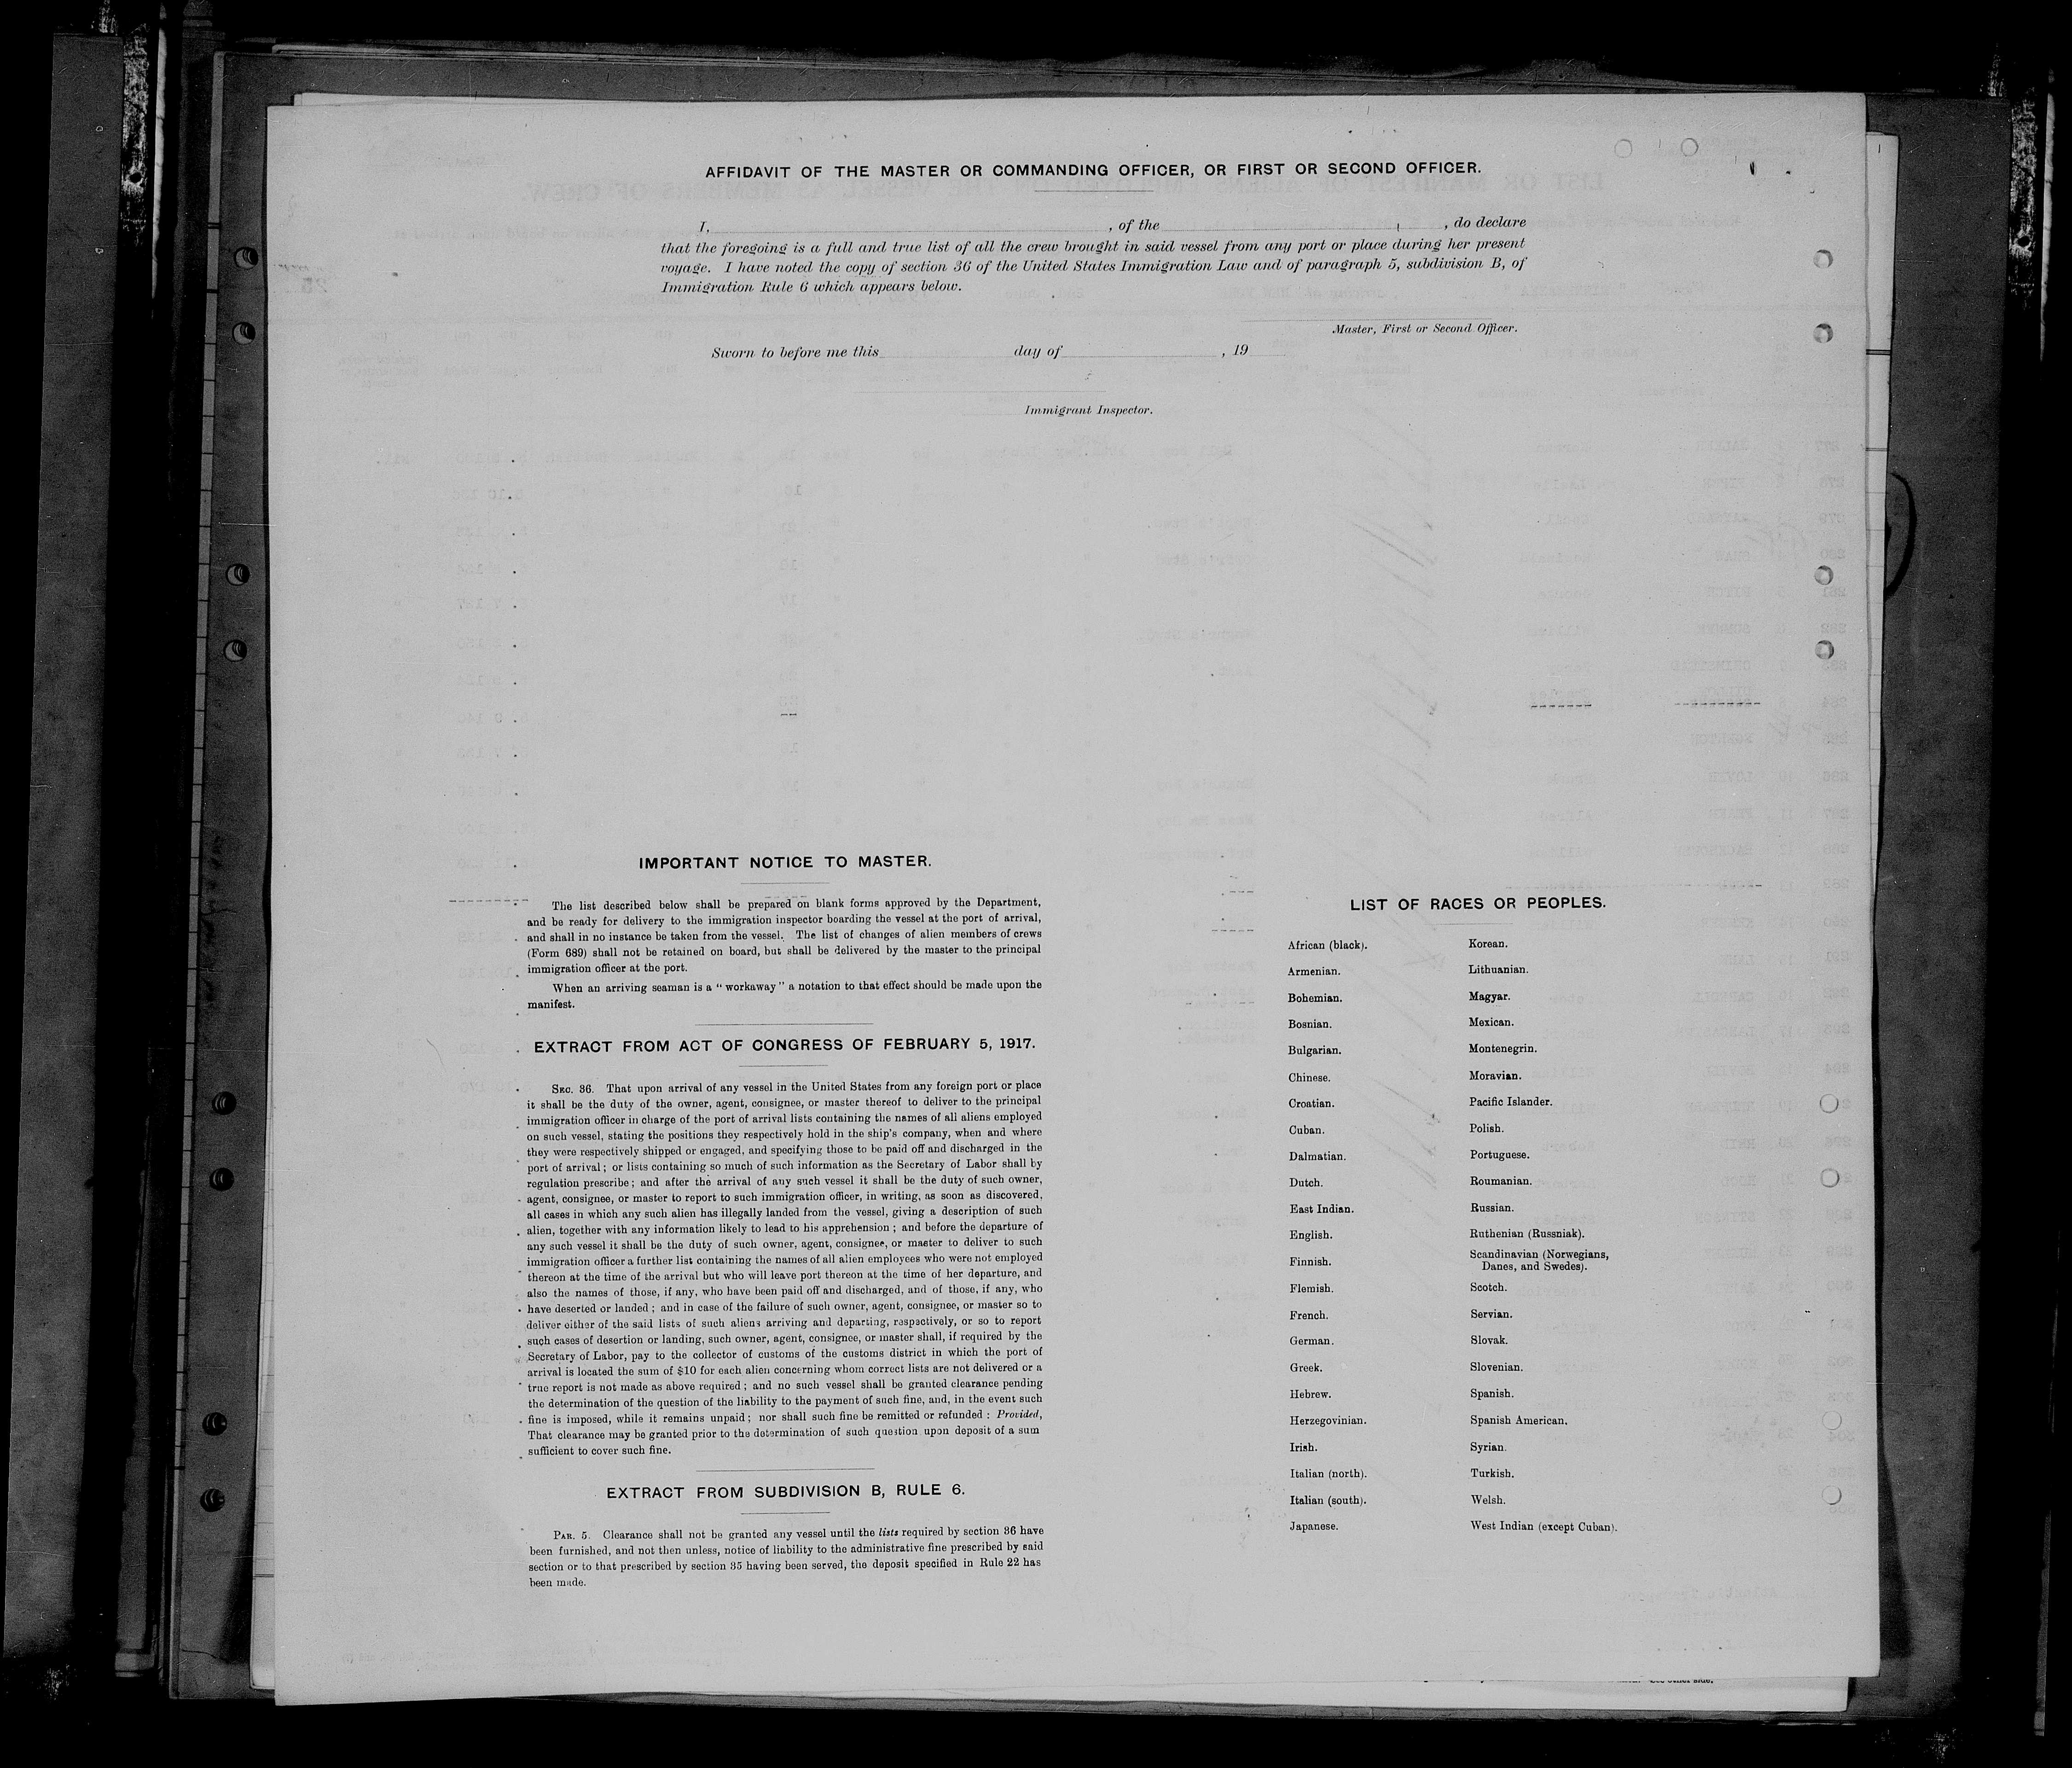 AFFIDAVIT OF THE MASTER OR COMMANDING OFFICER, OR FIRST OR SECOND OFFICER.
I, , of the , do declare
that the foregoing is a full and true list of all the crew brought in said vessel from any port or place during her present
voyage. I have noted the copy of section 36 of the United States Immigration Law and of paragraph 5, subdivision B, of
Immigration Rule 6 which appears below.
Master, First or Second Officer.
Sworn to before me this day of , 19
Immigrant Inspector.
IMPORTANT NOTICE TO MASTER.
The list described below shall be prepared on blank forms approved by the Department,
and be ready for delivery to the immigration inspector boarding the vessel at the port of arrival,
and shall in no instance be taken from the vessel. The list of changes of alien members of crews
(Form 689) shall not be retained on board, but shall be delivered by the master to the principal
immigration officer at the port.
When an arriving seaman is a "workaway" a notation to that effect should be made upon the
manifest.
EXTRACT FROM ACT OF CONGRESS OF FEBRUARY 5, 1917.
SEC. 36. That upon arrival of any vessel in the United States from any foreign port or place
it shall be the duty of the owner, agent, consignee, or master thereof to deliver to the principal
immigration officer in charge of the port of arrival lists containing the names of all aliens employed
on such vessel, stating the positions they respectively hold in the ship's company, when and where
they were respectively shipped or engaged, and specifying those to be paid off and discharged in the
port of arrival; or lists containing so much of such information as the Secretary of Labor shall by
regulation prescribe; and after the arrival of any such vessel it shall be the duty of such owner,
agent, consignee, or master to report to such immigration officer, in writing, as soon as discovered,
all cases in which any such alien has illegally landed from the vessel, giving a description of such
alien, together with any information likely to lead to his apprehension; and before the departure of
any such vessel it shall be the duty of such owner, agent, consignee, or master to deliver to such
immigration officer a further list containing the names of all alien employees who were not employed
thereon at the time of the arrival but who will leave port thereon at the time of her departure, and
also the names of those, if any, who have been paid off and discharged, and of those, if any, who
have deserted or landed; and in case of the failure of such owner, agent, consignee, or master so to
deliver either of the said lists of such aliens arriving and departing, respectively, or so to report
such cases of desertion or landing, such owner, agent, consignee, or master shall, if required by the
Secretary of Labor, pay to the collector of customs of the customs district in which the port of
arrival is located the sum of $10 for each alien concerning whom correct lists are not delivered or a
true report is not made as above required; and no such vessel shall be granted clearance pending
the determination of the question of the liability to the payment of such fine, and, in the event such
fine is imposed, while it remains unpaid; nor shall such fine be remitted or refunded: Provided,
That clearance may be granted prior to the determination of such question upon deposit of a sum
sufficient to cover such fine.
EXTRACT FROM SUBDIVISION B, RULE 6.
PAR. 5. Clearance shall not be granted any vessel until the lists required by section 36 have
been furnished, and not then unless, notice of liability to the administrative fine prescribed by said
section or to that prescribed by section 35 having been served, the deposit specified in Rule 22 has
been made.
LIST OF RACES OR PEOPLES.
African (black).
Armenian.
Bohemian.
Bosnian.
Bulgarian.
Chinese.
Croatian.
Cuban.
Dalmatian.
Dutch.
East Indian.
English.
Finnish.
Flemish.
French.
German.
Greek.
Hebrew.
Herzegovinian.
Irish.
Italian (north).
Italian (south).
Japanese.
Korean.
Lithuanian.
Magyar.
Mexican.
Montenegrin.
Moravian.
Pacific Islander.
Polish.
Portuguese.
Roumanian.
Russian.
Ruthenian (Russniak).
Scandinavian (Norwegians,
Danes, and Swedes).
Scotch.
Servian.
Slovak.
Slovenian.
Spanish.
Spanish American.
Syrian.
Turkish.
Welsh.
West Indian (except Cuban).